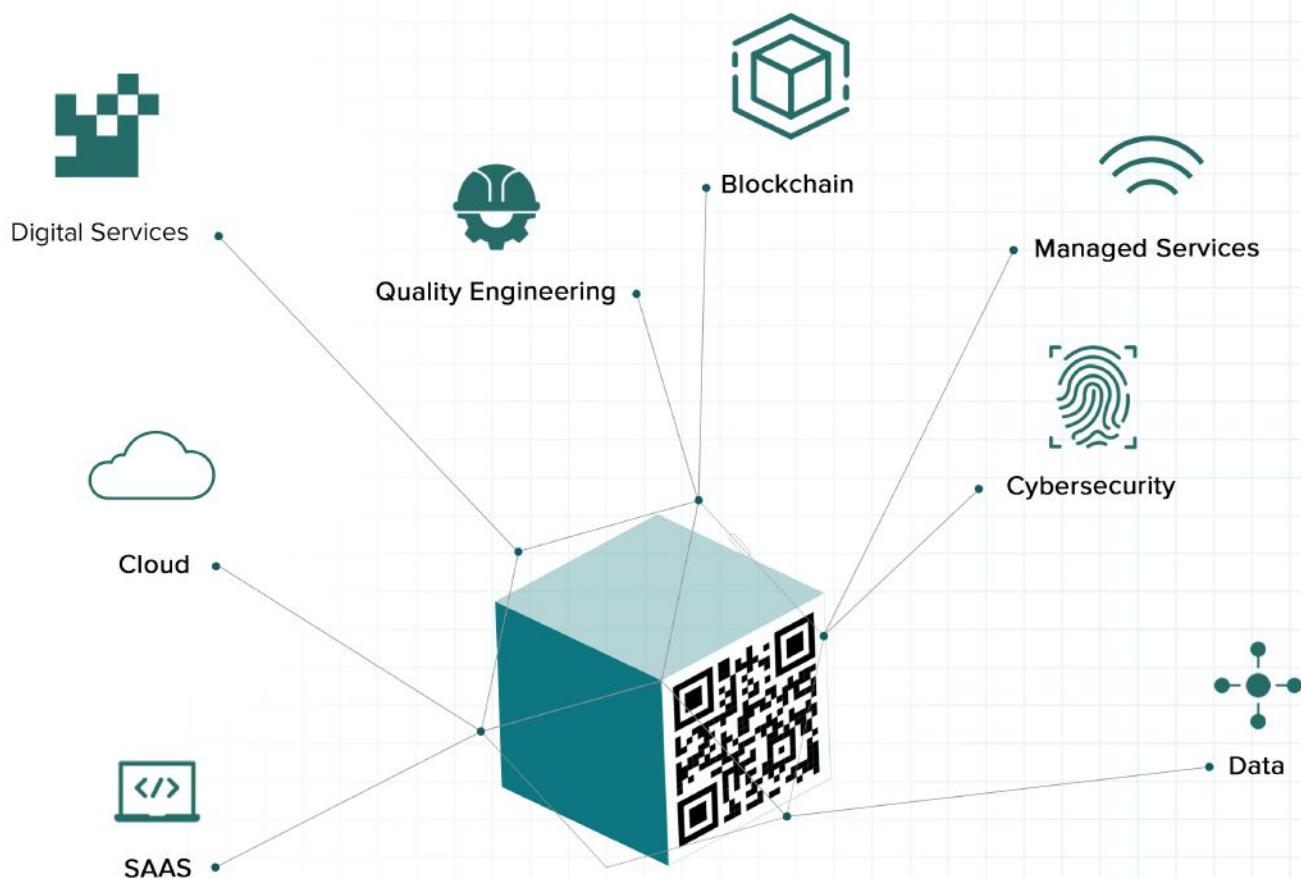 Blockchain
Digital Services
Managed Services
Quality Engineering
Cybersecurity
Cloud
Data
SAAS